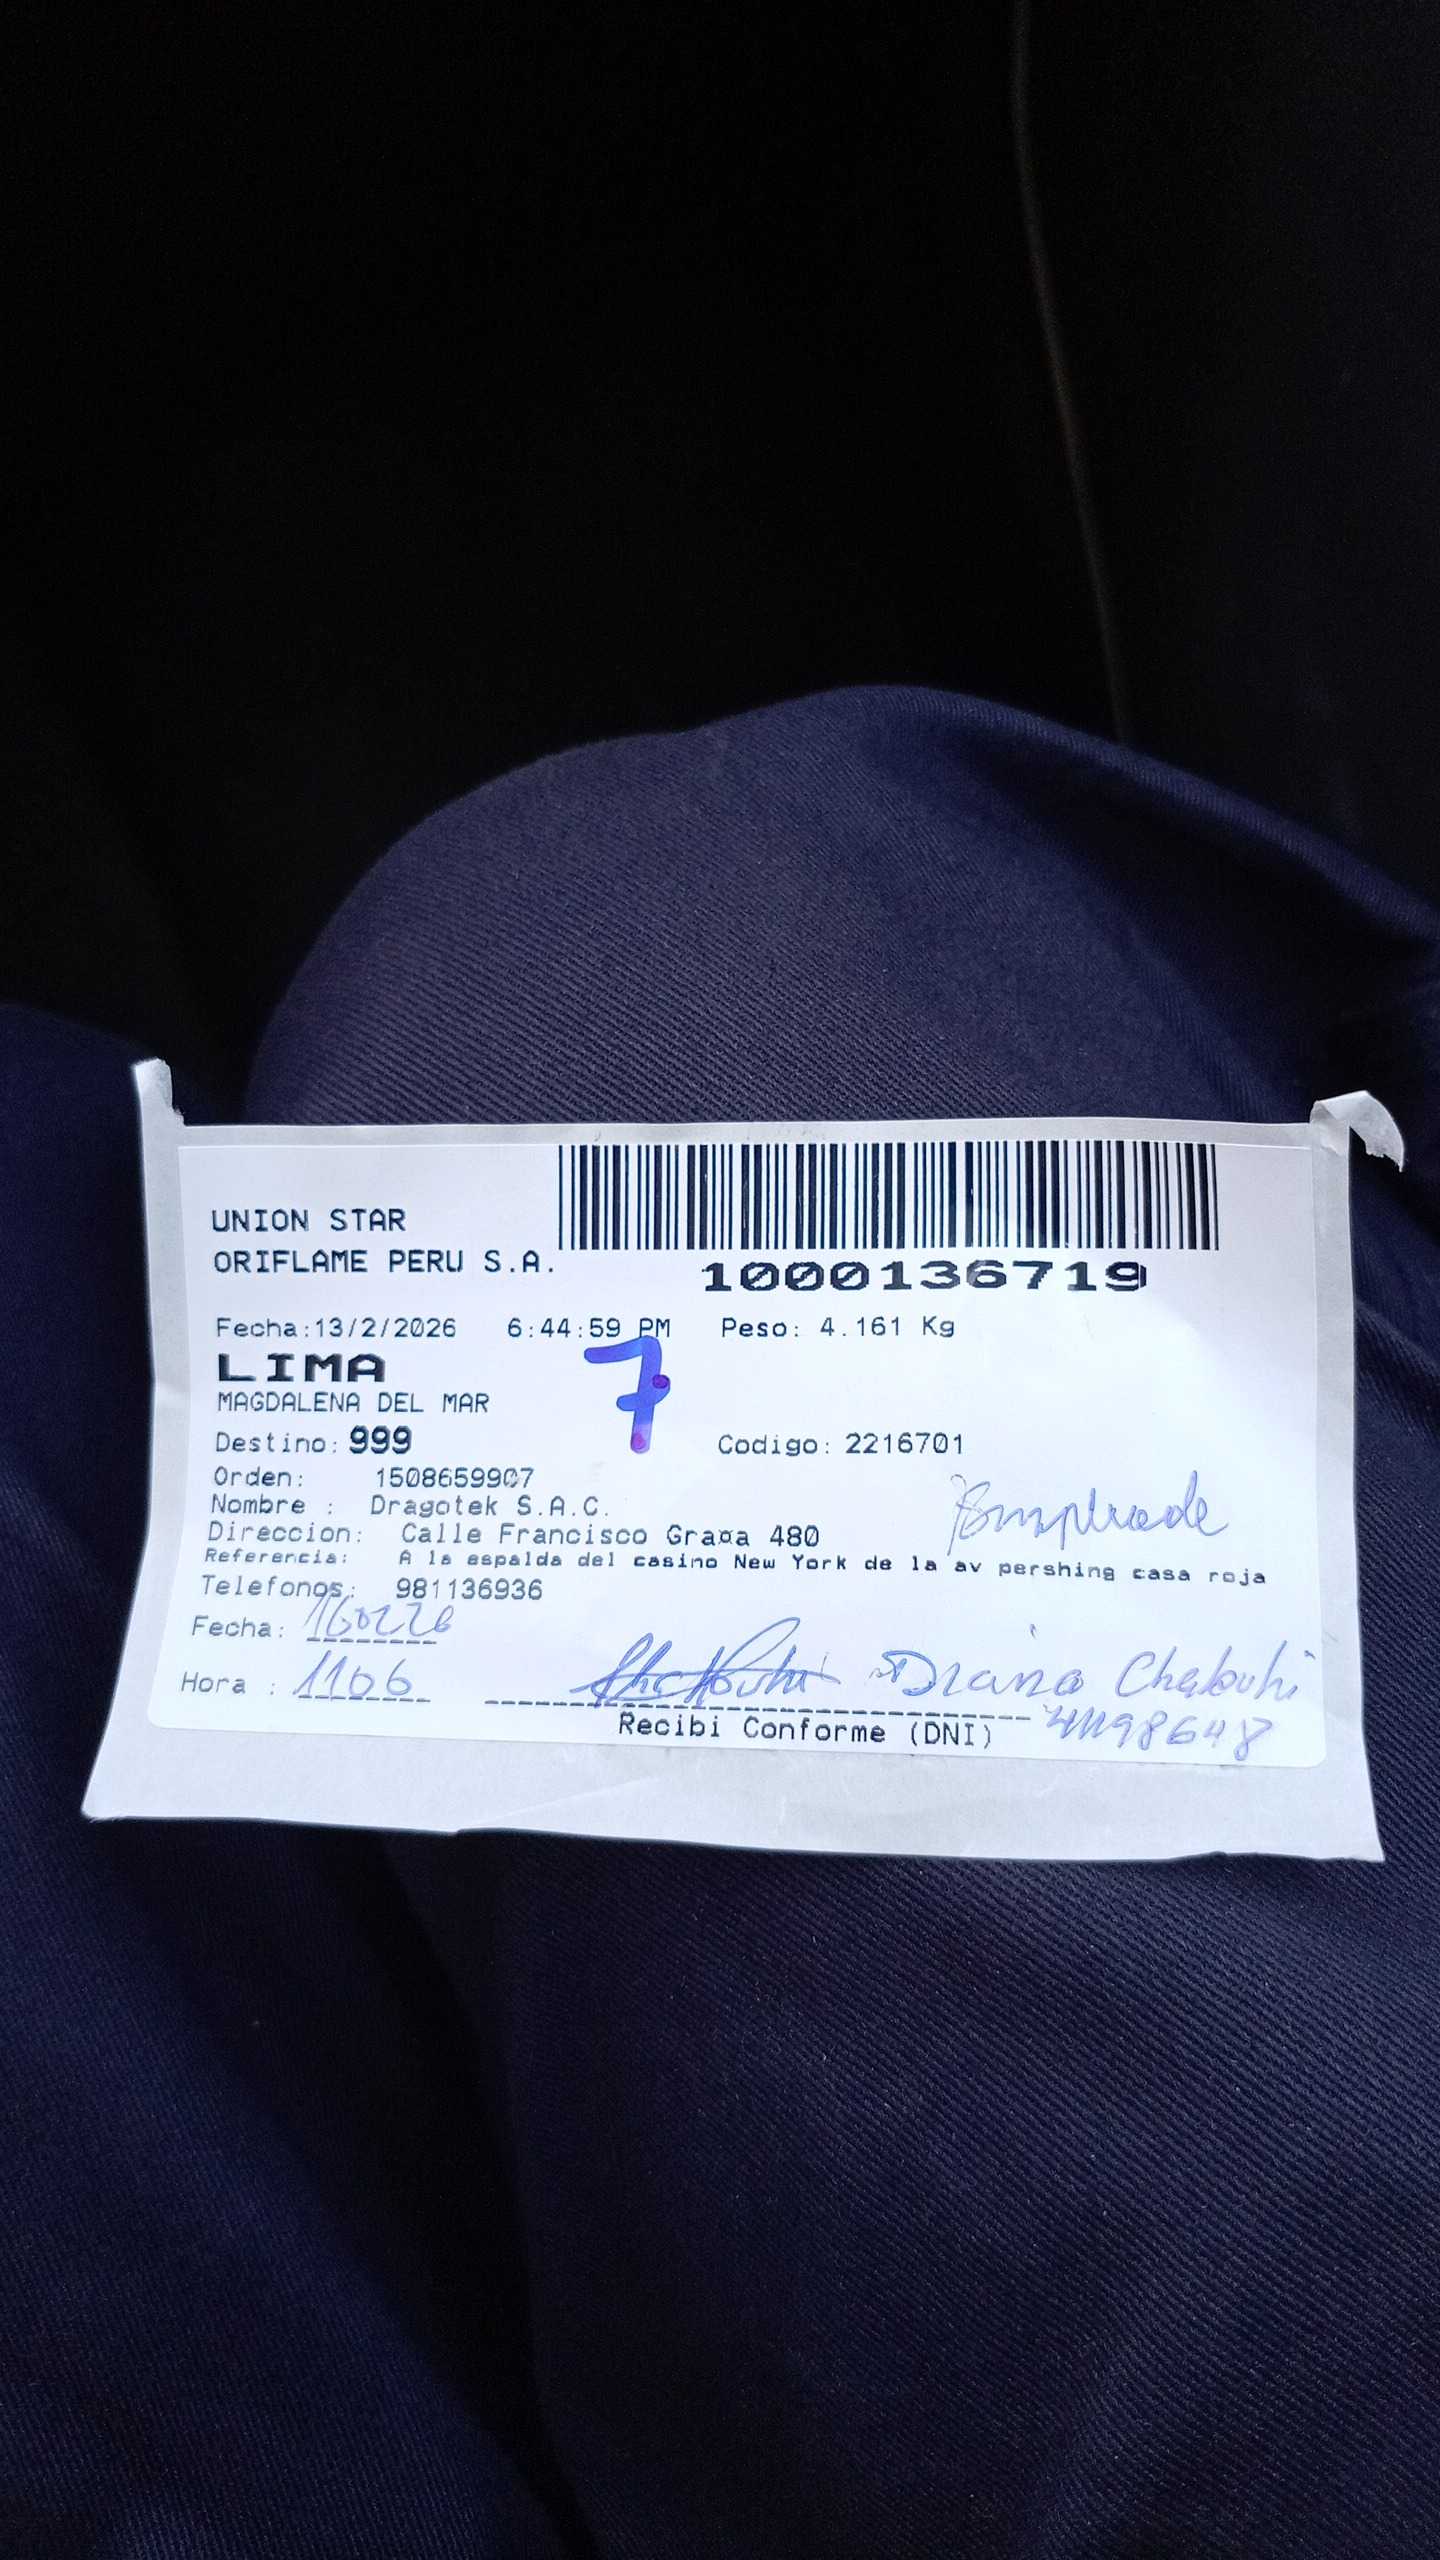 UNION STAR
ORIFLAME PERU S.A.
1000136719
Fecha:13/2/2026 6:44:59 PM Peso: 4.161 Kg
LIMA
7
MAGDALENA DEL MAR
Destino: 999 Codigo: 2216701
Orden: 1508659907
Nombre : Dragotek S.A.C.
Direccion: Calle Francisco Graña 480
Referencia: A la espalda del casino New York de la av pershing casa roja
Telefonos: 981136936
Fecha: 160226
Hora : 1106 Diana
Recibi Conforme (DNI) 41198648